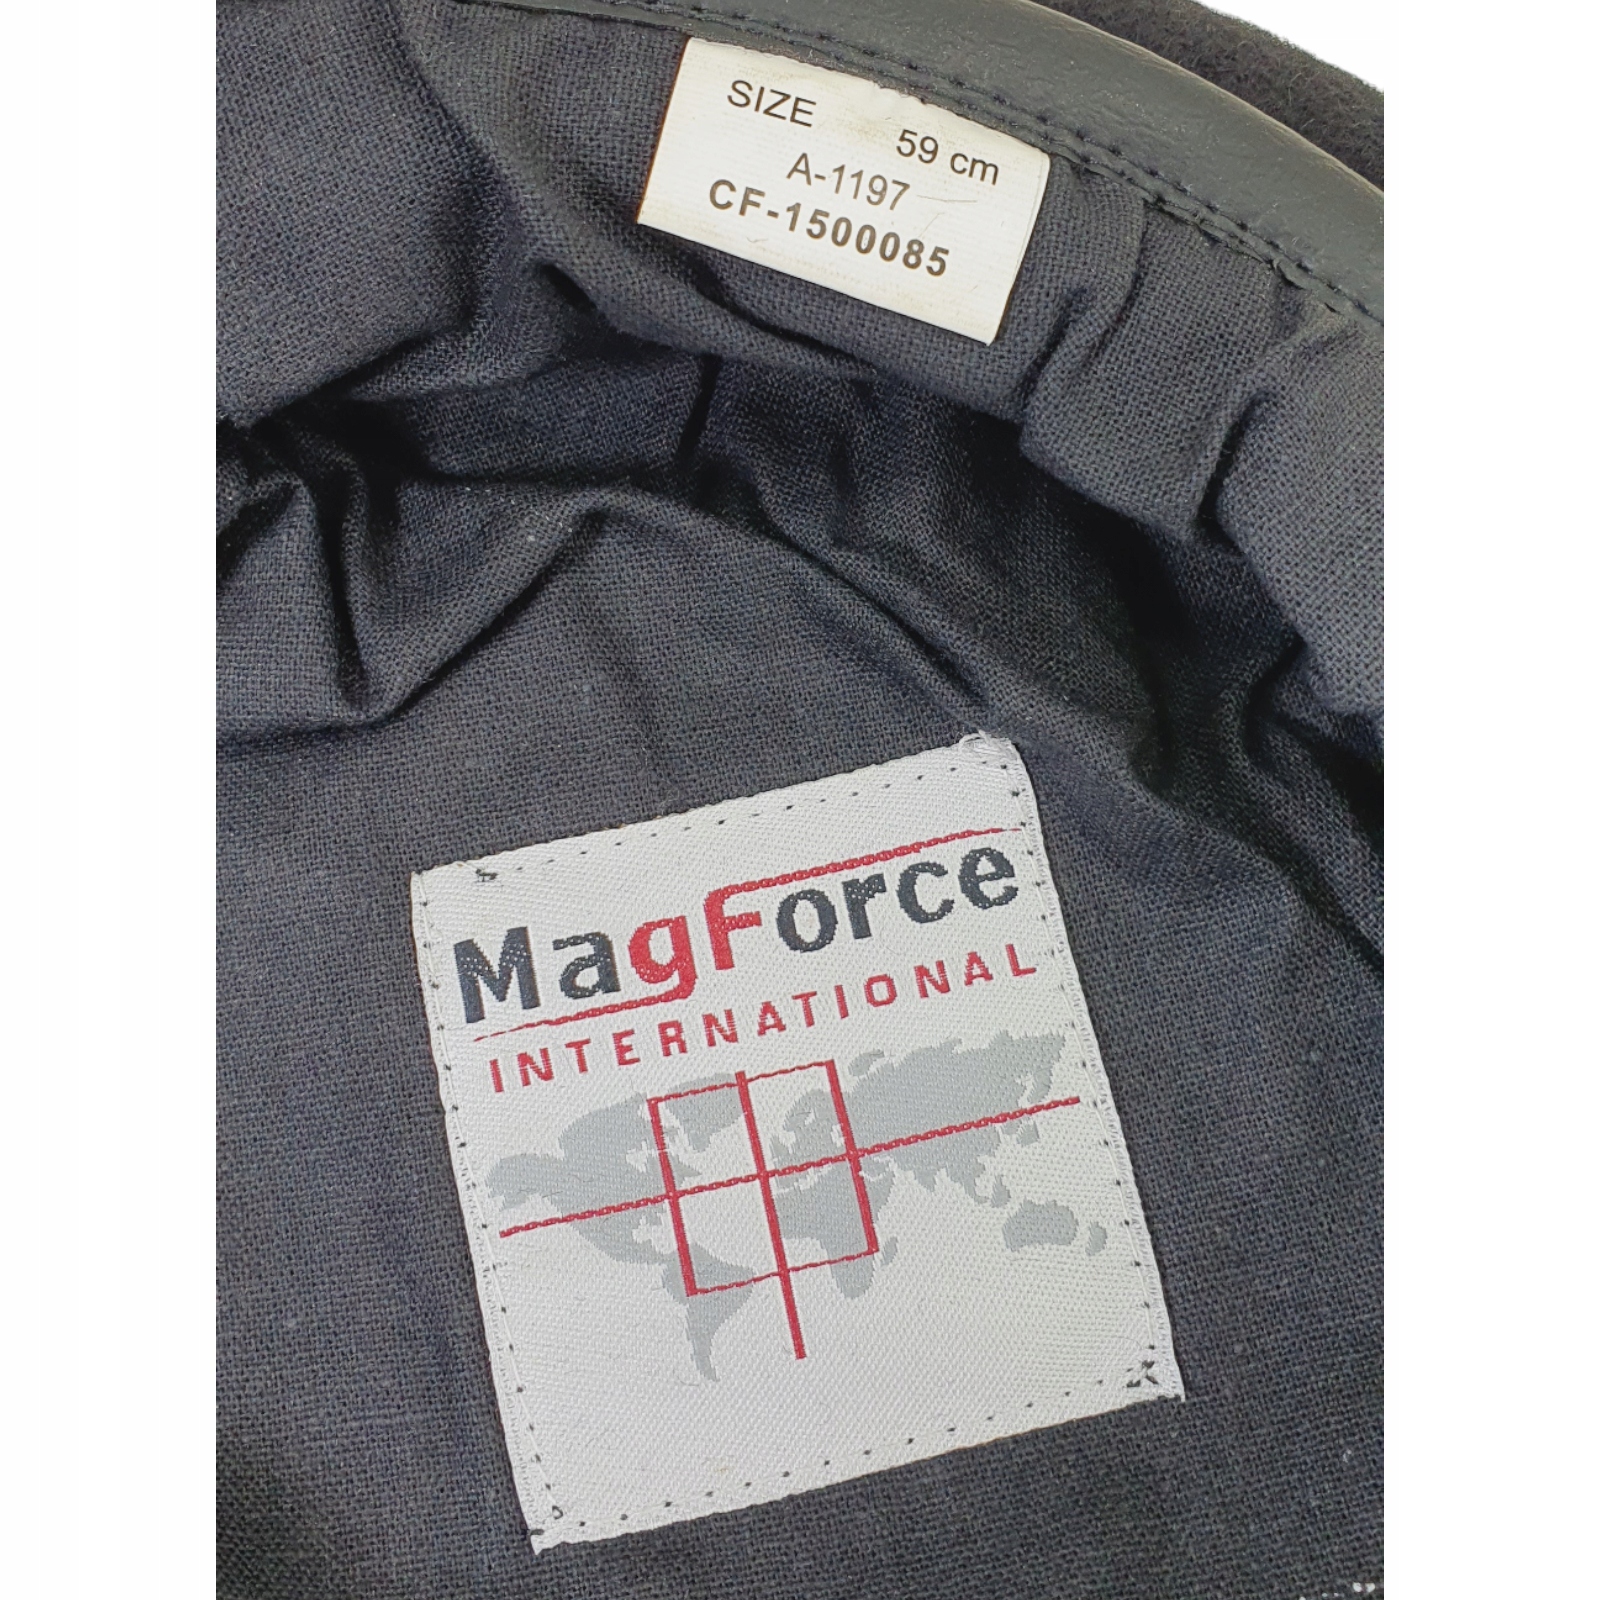 SIZE 59 cm
A-1197
CF-1500085
MagForce
INTERNATIONAL